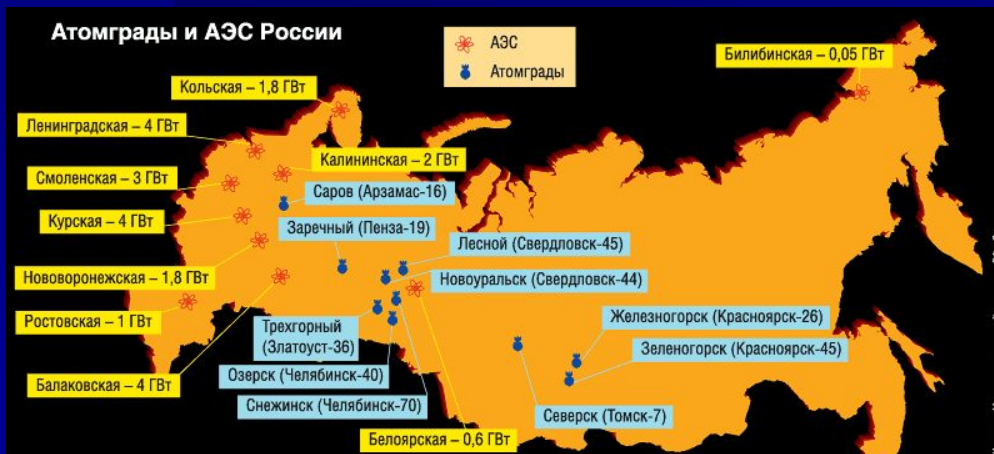 Атомграды и АЭС России
АЭС
Атомграды
Билибинская – 0,05 ГВт
Кольская – 1,8 ГВт
Ленинградская – 4 ГВт
Калининская – 2 ГВт
Смоленская – 3 ГВт
Саров (Арзамас-16)
Курская – 4 ГВт
Заречный (Пенза-19)
Лесной (Свердловск-45)
Нововоронежская – 1,8 ГВт
Новоуральск (Свердловск-44)
Ростовская – 1 ГВт
Трехгорный
(Златоуст-36)
Железногорск (Красноярск-26)
Зеленогорск (Красноярск-45)
Озерск (Челябинск-40)
Балаковская – 4 ГВт
Снежинск (Челябинск-70)
Северск (Томск-7)
Белоярская – 0,6 ГВт